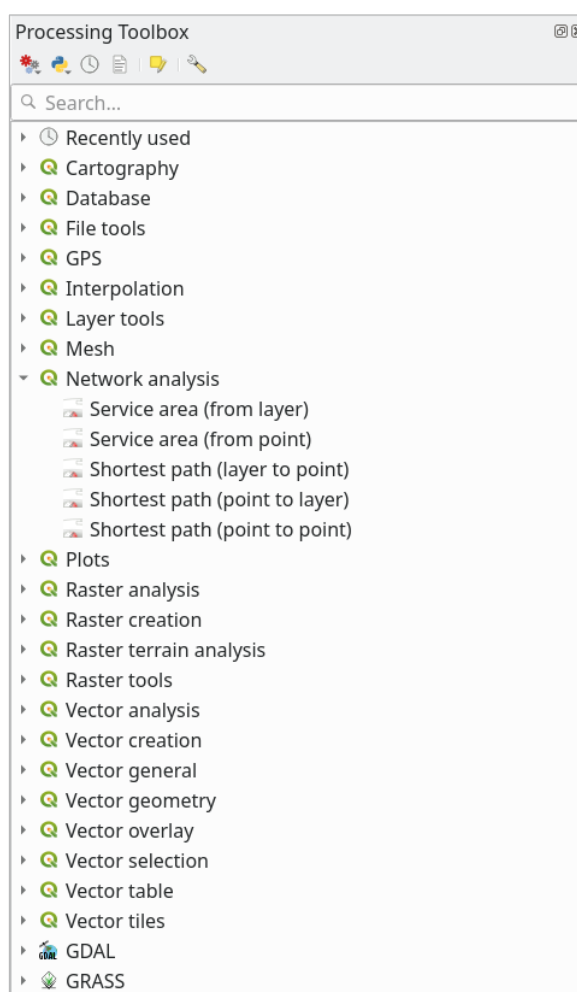 Processing Toolbox
Search...
Recently used
Cartography
Database
File tools
GPS
Interpolation
Layer tools
Mesh
Network analysis
Service area (from layer)
Service area (from point)
Shortest path (layer to point)
Shortest path (point to layer)
Shortest path (point to point)
Plots
Raster analysis
Raster creation
Raster terrain analysis
Raster tools
Vector analysis
Vector creation
Vector general
Vector geometry
Vector overlay
Vector selection
Vector table
Vector tiles
GDAL
GRASS